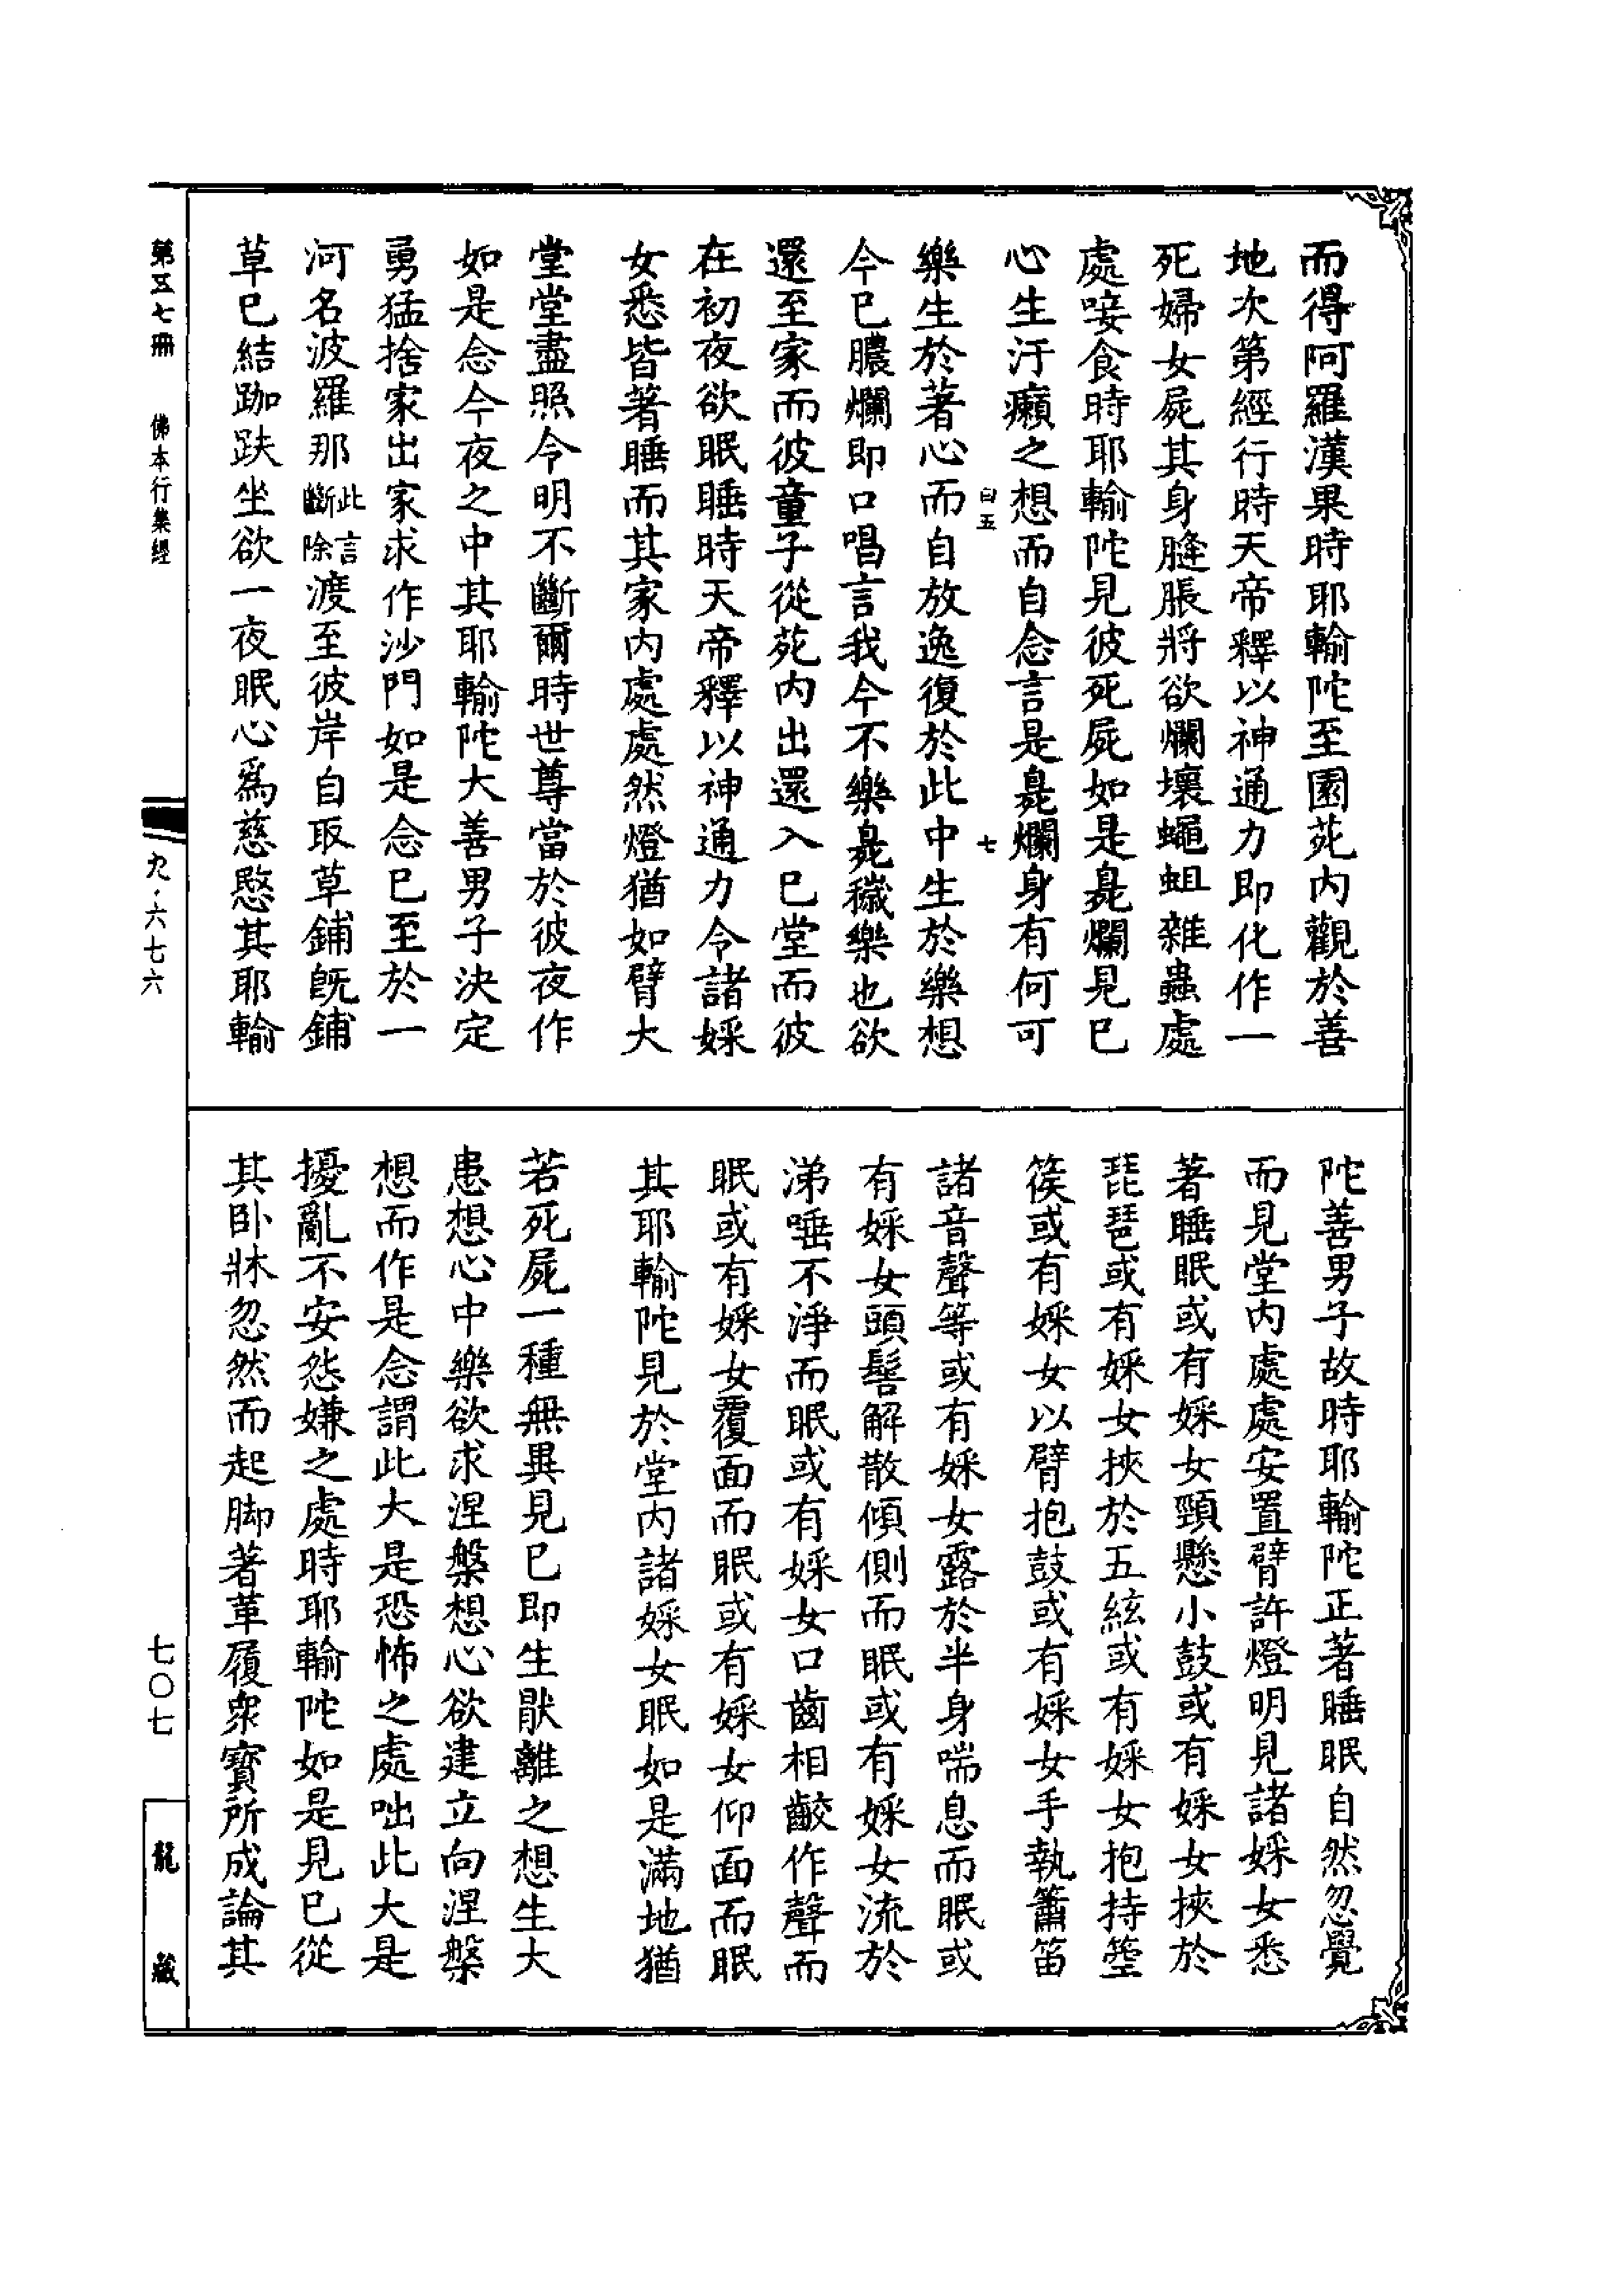 而得阿羅漢果時耶輸陀至園苑內觀於善
地次第經行時天帝釋以神通力即化作一
死婦女屍其身膖脹將欲爛壞蠅蛆雜蟲處
處唼食時耶輸陀見彼死屍如是臰爛見已
心生汙癩之想而自念言是臰爛身有何可
白五
七
樂生於著心而自放逸復於此中生於樂想
今已膿爛即口唱言我今不樂臰穢樂也欲
還至家而彼童子從苑內出還入已堂而彼
在初夜欲眠睡時天帝釋以神通力令諸婇
女悉皆著睡而其家內處處然燈猶如臂大
堂堂盡照今明不斷爾時世尊當於彼夜作
如是念今夜之中其耶輸陀大善男子決定
勇猛捨家出家求作沙門如是念已至於一
河名波羅那此言斷除渡至彼岸自取草鋪旣鋪
草已結跏趺坐欲一夜眠心爲慈愍其耶輸
陀善男子故時耶輸陀正著睡眠自然忽覺
而見堂內處處安置臂許燈明見諸婇女悉
著睡眠或有婇女頸懸小鼓或有婇女挾於
琵琶或有婇女挾於五絃或有婇女抱持箜
篌或有婇女以臂抱鼓或有婇女手執簫笛
諸音聲等或有婇女露於半身喘息而眠或
有婇女頭髻解散傾側而眠或有婇女流於
涕唾不淨而眠或有婇女口齒相齩作聲而
眠或有婇女覆面而眠或有婇女仰面而眠
其耶輸陀見於堂內諸婇女眠如是滿地猶
若死屍一種無異見已即生猒離之想生大
患想心中樂欲求涅槃想心欲建立向涅槃
想而作是念謂此大是恐怖之處咄此大是
擾亂不安怨嫌之處時耶輸陀如是見已從
其卧牀忽然而起脚著革屣衆寳所成論其
第五七冊
佛本行集經
九·六七六
七〇七
龍藏